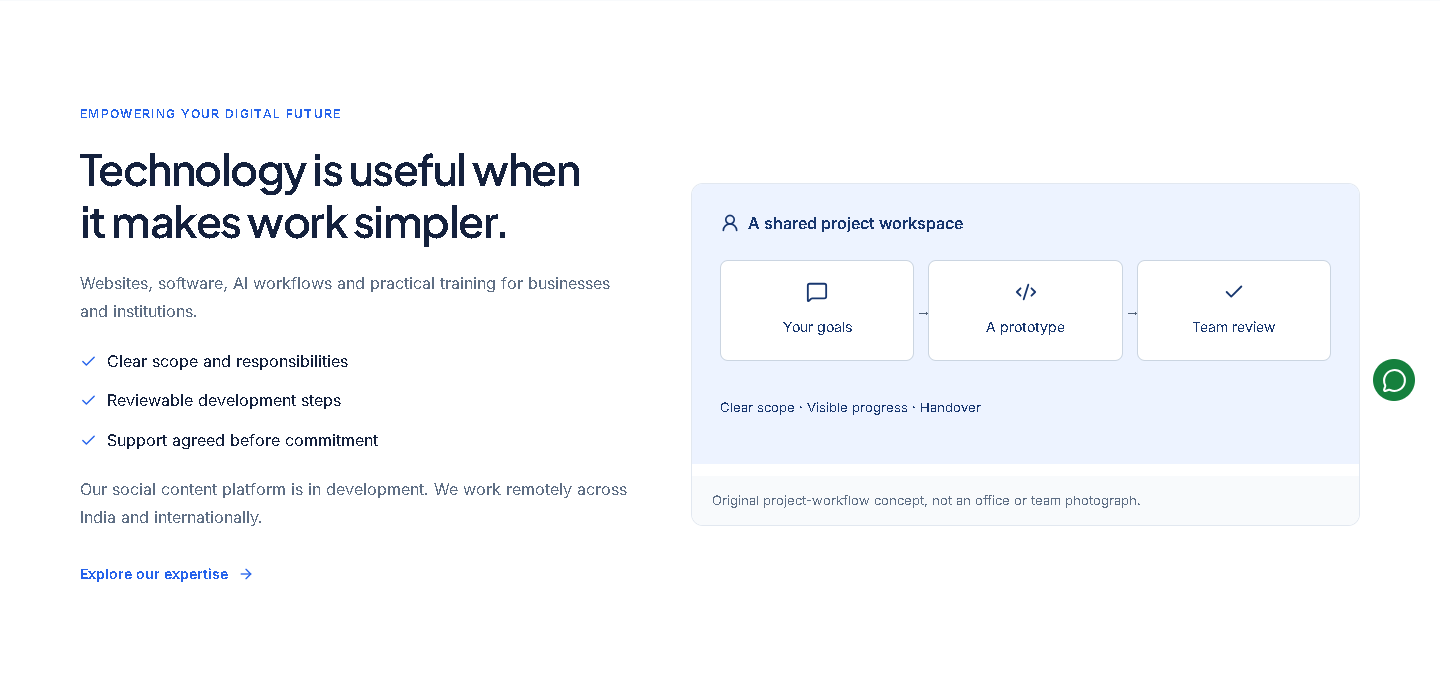 EMPOWERING YOUR DIGITAL FUTURE
Technology is useful when
it makes work simpler.
Websites, software, AI workflows and practical training for businesses
and institutions.
Clear scope and responsibilities
Reviewable development steps
Support agreed before commitment
Our social content platform is in development. We work remotely across
India and internationally.
Explore our expertise →
A shared project workspace
Your goals → A prototype → Team review
Clear scope · Visible progress · Handover
Original project-workflow concept, not an office or team photograph.